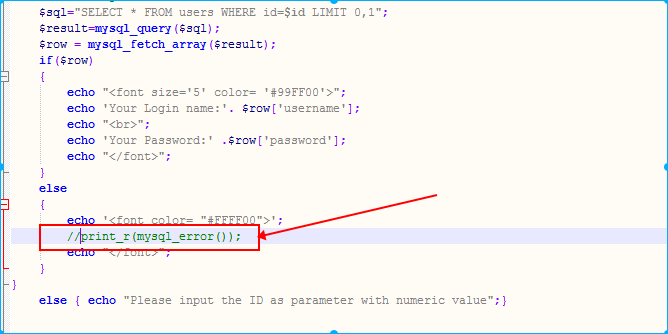 $sql="SELECT * FROM users WHERE id=$id LIMIT 0,1";
$result=mysql_query($sql);
$row = mysql_fetch_array($result);
if($row)
{
echo "<font size='5' color= '#99FF00'>";
echo 'Your Login name:'. $row['username'];
echo "<br>";
echo 'Your Password:' .$row['password'];
echo "</font>";
}
else
{
echo '<font color= "#FFFF00">';
//print_r(mysql_error());
echo "</font>";
}
}
else { echo "Please input the ID as parameter with numeric value";}